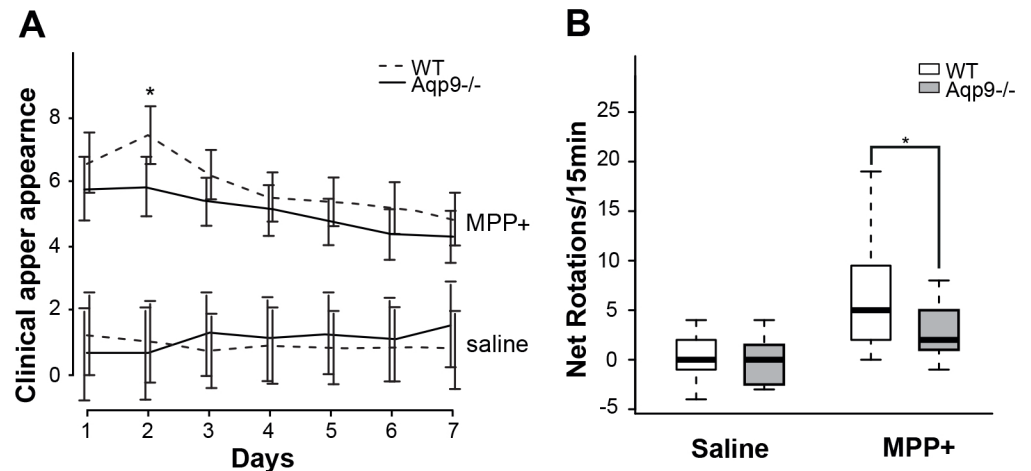 A
Clinical apper appearnce
8
6
4
2
0
*
WT
Aqp9-/-
MPP+
saline
1 2 3 4 5 6 7
Days
B
Net Rotations/15min
25
20
15
10
5
0
-5
WT
Aqp9-/-
*
Saline MPP+